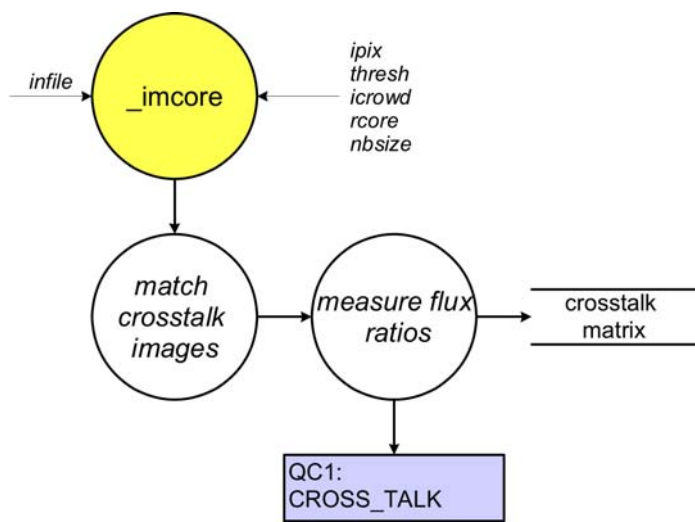 infile
_imcore
ipix
thresh
icrowd
rcore
nbsize
match
crosstalk
images
measure flux
ratios
crosstalk
matrix
QC1:
CROSS_TALK